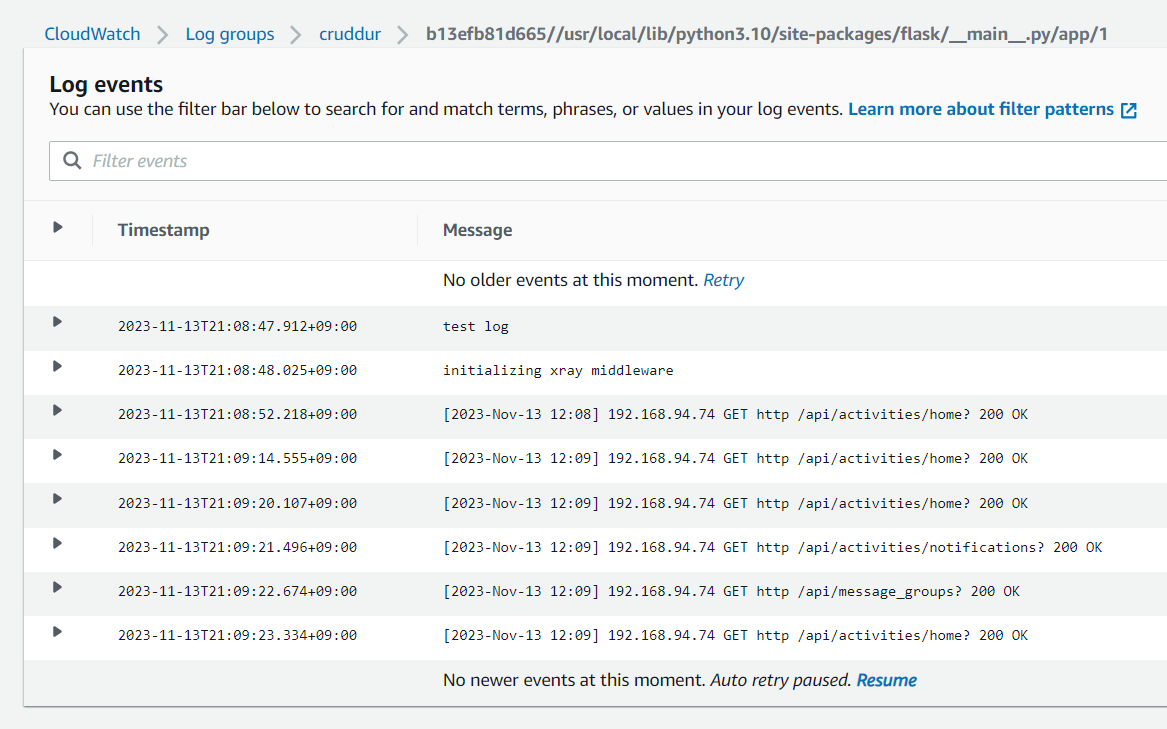 CloudWatch > Log groups > cruddur > b13efb81d665//usr/local/lib/python3.10/site-packages/flask/__main__.py/app/1
Log events
You can use the filter bar below to search for and match terms, phrases, or values in your log events. Learn more about filter patterns
Filter events
Timestamp Message
No older events at this moment. Retry
2023-11-13T21:08:47.912+09:00 test log
2023-11-13T21:08:48.025+09:00 initializing xray middleware
2023-11-13T21:08:52.218+09:00 [2023-Nov-13 12:08] 192.168.94.74 GET http /api/activities/home? 200 OK
2023-11-13T21:09:14.555+09:00 [2023-Nov-13 12:09] 192.168.94.74 GET http /api/activities/home? 200 OK
2023-11-13T21:09:20.107+09:00 [2023-Nov-13 12:09] 192.168.94.74 GET http /api/activities/home? 200 OK
2023-11-13T21:09:21.496+09:00 [2023-Nov-13 12:09] 192.168.94.74 GET http /api/activities/notifications? 200 OK
2023-11-13T21:09:22.674+09:00 [2023-Nov-13 12:09] 192.168.94.74 GET http /api/message_groups? 200 OK
2023-11-13T21:09:23.334+09:00 [2023-Nov-13 12:09] 192.168.94.74 GET http /api/activities/home? 200 OK
No newer events at this moment. Auto retry paused. Resume